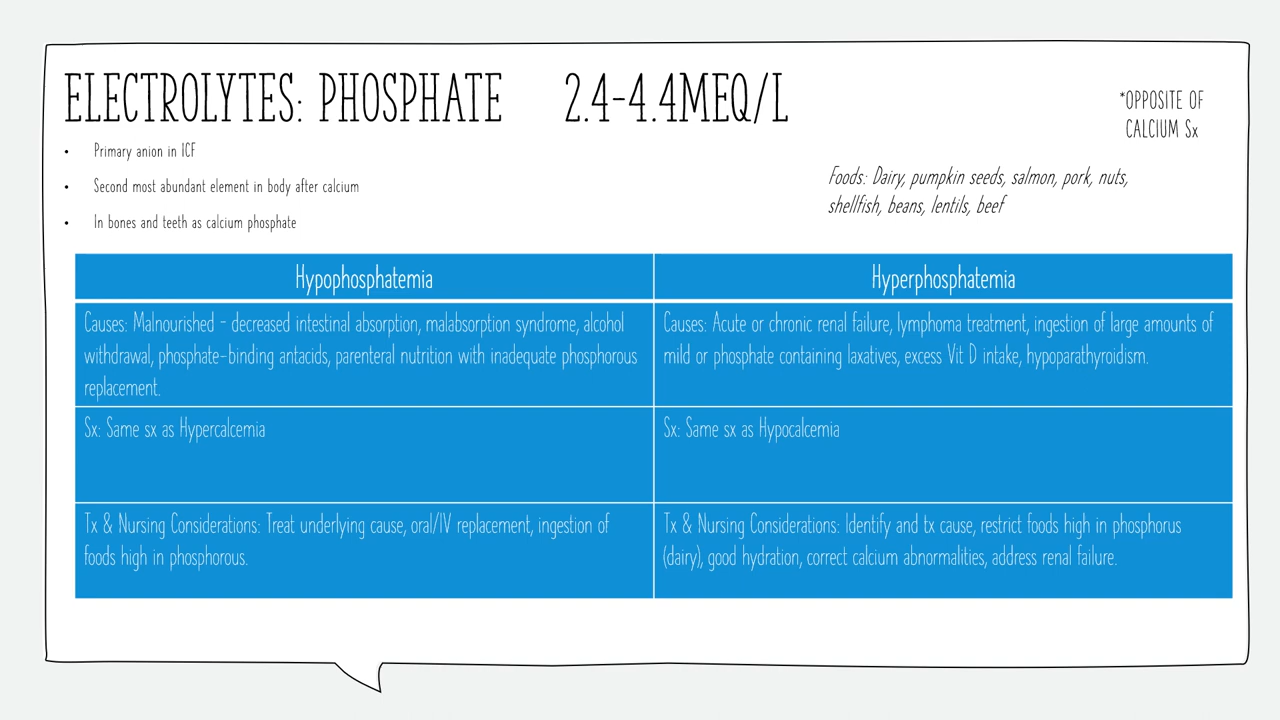 ELECTROLYTES: PHOSPHATE 2.4-4.4MEQ/L
*OPPOSITE OF
CALCIUM Sx
• Primary anion in ICF
• Second most abundant element in body after calcium
• In bones and teeth as calcium phosphate
Foods: Dairy, pumpkin seeds, salmon, pork, nuts,
shellfish, beans, lentils, beef
Hypophosphatemia
Hyperphosphatemia
Causes: Malnourished - decreased intestinal absorption, malabsorption syndrome, alcohol
withdrawal, phosphate-binding antacids, parenteral nutrition with inadequate phosphorous
replacement.
Causes: Acute or chronic renal failure, lymphoma treatment, ingestion of large amounts of
mild or phosphate containing laxatives, excess Vit D intake, hypoparathyroidism.
Sx: Same sx as Hypercalcemia
Sx: Same sx as Hypocalcemia
Tx & Nursing Considerations: Treat underlying cause, oral/IV replacement, ingestion of
foods high in phosphorous.
Tx & Nursing Considerations: Identify and tx cause, restrict foods high in phosphorus
(dairy), good hydration, correct calcium abnormalities, address renal failure.